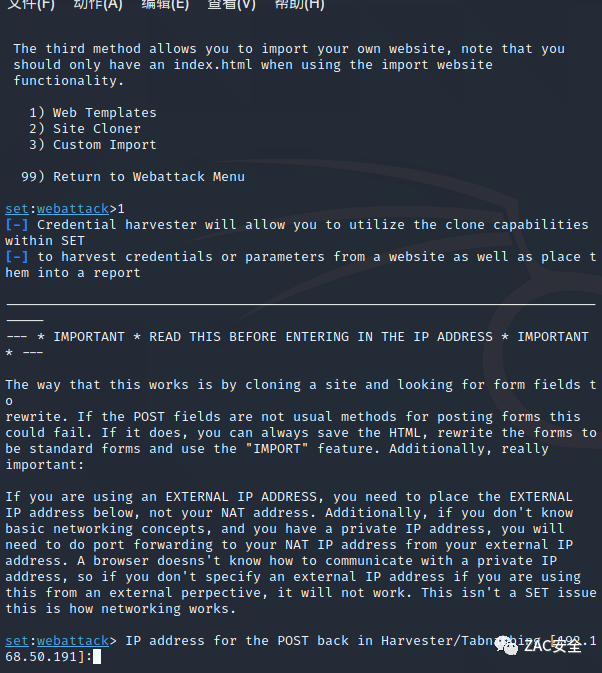 文件(F) 动作(A) 编辑(E) 查看(V) 帮助(H)
The third method allows you to import your own website, note that you
should only have an index.html when using the import website
functionality.
1) Web Templates
2) Site Cloner
3) Custom Import
99) Return to Webattack Menu
set:webattack>1
[-] Credential harvester will allow you to utilize the clone capabilities
within SET
[-] to harvest credentials or parameters from a website as well as place t
hem into a report
--- * IMPORTANT * READ THIS BEFORE ENTERING IN THE IP ADDRESS * IMPORTANT
* ---
The way that this works is by cloning a site and looking for form fields t
o
rewrite. If the POST fields are not usual methods for posting forms this
could fail. If it does, you can always save the HTML, rewrite the forms to
be standard forms and use the "IMPORT" feature. Additionally, really
important:
If you are using an EXTERNAL IP ADDRESS, you need to place the EXTERNAL
IP address below, not your NAT address. Additionally, if you don't know
basic networking concepts, and you have a private IP address, you will
need to do port forwarding to your NAT IP address from your external IP
address. A browser doesns't know how to communicate with a private IP
address, so if you don't specify an external IP address if you are using
this from an external perpective, it will not work. This isn't a SET issue
this is how networking works.
set:webattack> IP address for the POST back in Harvester/Tabnabbing [192.1
68.50.191]:
ZAC安全